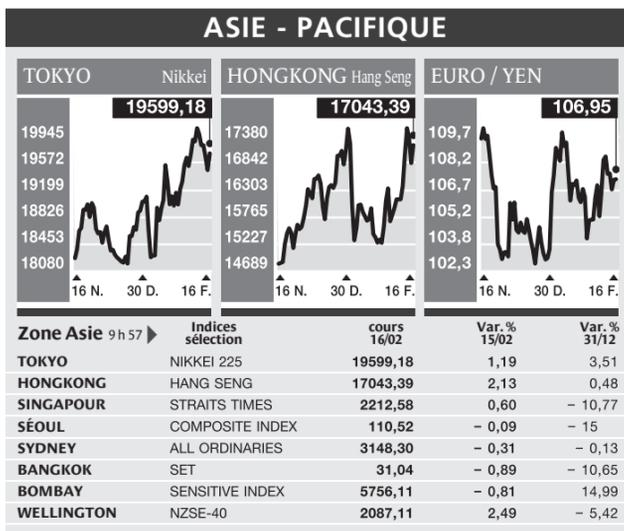 ASIE - PACIFIQUE
TOKYO Nikkei
19599,18
19945
19572
19199
18826
18453
18080
16 N. 30 D. 16 F.
HONGKONG Hang Seng
17043,39
17380
16842
16303
15765
15227
14689
16 N. 30 D. 16 F.
EURO / YEN
106,95
109,7
108,2
106,7
105,2
103,8
102,3
16 N. 30 D. 16 F.
Zone Asie 9 h 57 Indices sélection cours 16/02 Var. % 15/02 Var. % 31/12
TOKYO NIKKEI 225 19599,18 1,19 3,51
HONGKONG HANG SENG 17043,39 2,13 0,48
SINGAPOUR STRAITS TIMES 2212,58 0,60 – 10,77
SÉOUL COMPOSITE INDEX 110,52 – 0,09 – 15
SYDNEY ALL ORDINARIES 3148,30 – 0,31 – 0,13
BANGKOK SET 31,04 – 0,89 – 10,65
BOMBAY SENSITIVE INDEX 5756,11 – 0,81 14,99
WELLINGTON NZSE-40 2087,11 2,49 – 5,42